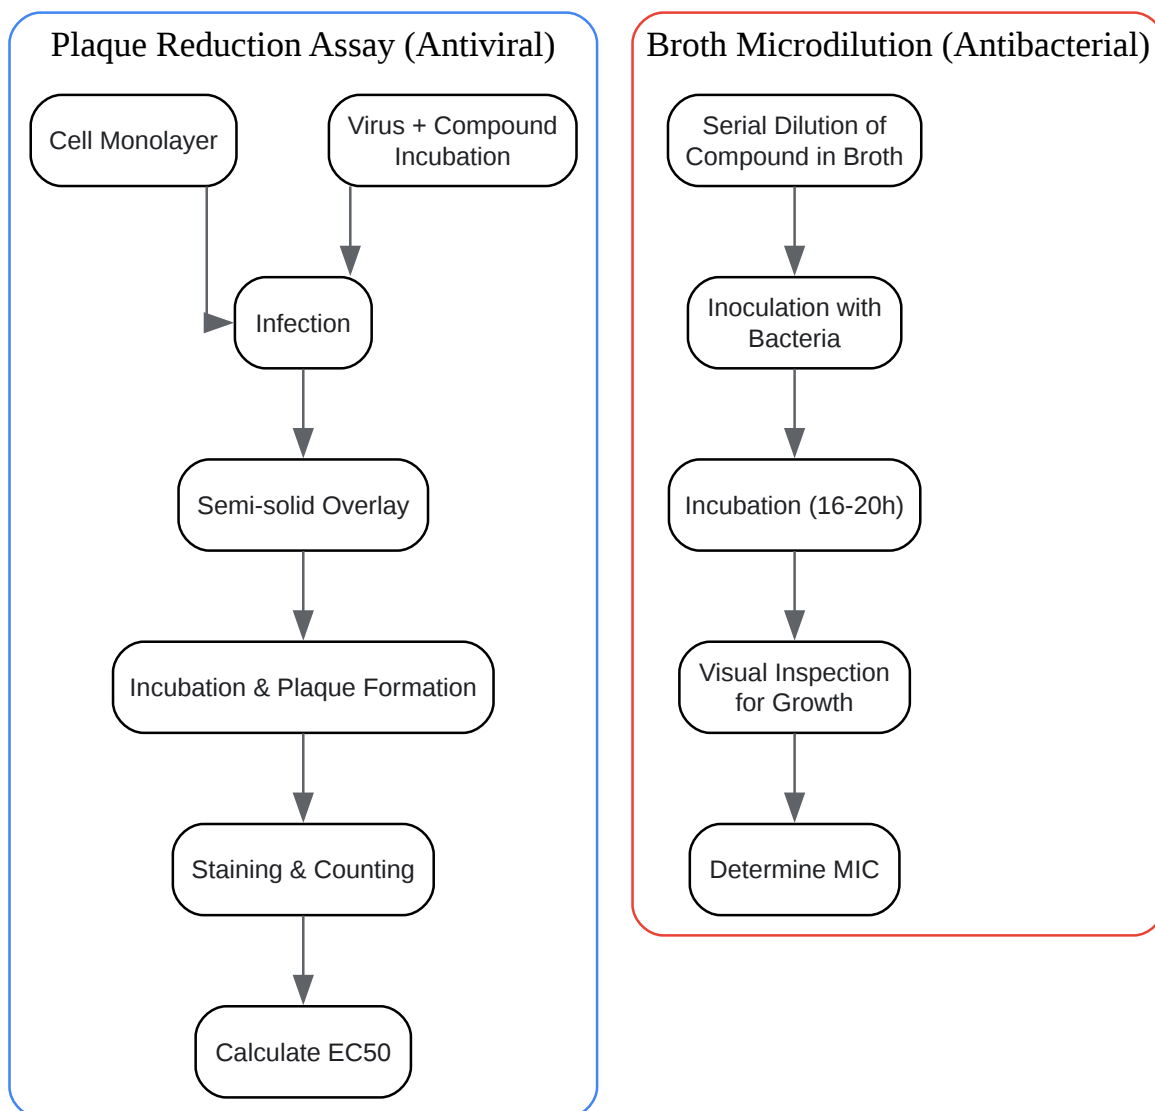 Plaque Reduction Assay (Antiviral)
Cell Monolayer
Virus + Compound
Incubation
Infection
Semi-solid Overlay
Incubation & Plaque Formation
Staining & Counting
Calculate EC50
Broth Microdilution (Antibacterial)
Serial Dilution of
Compound in Broth
Inoculation with
Bacteria
Incubation (16-20h)
Visual Inspection
for Growth
Determine MIC